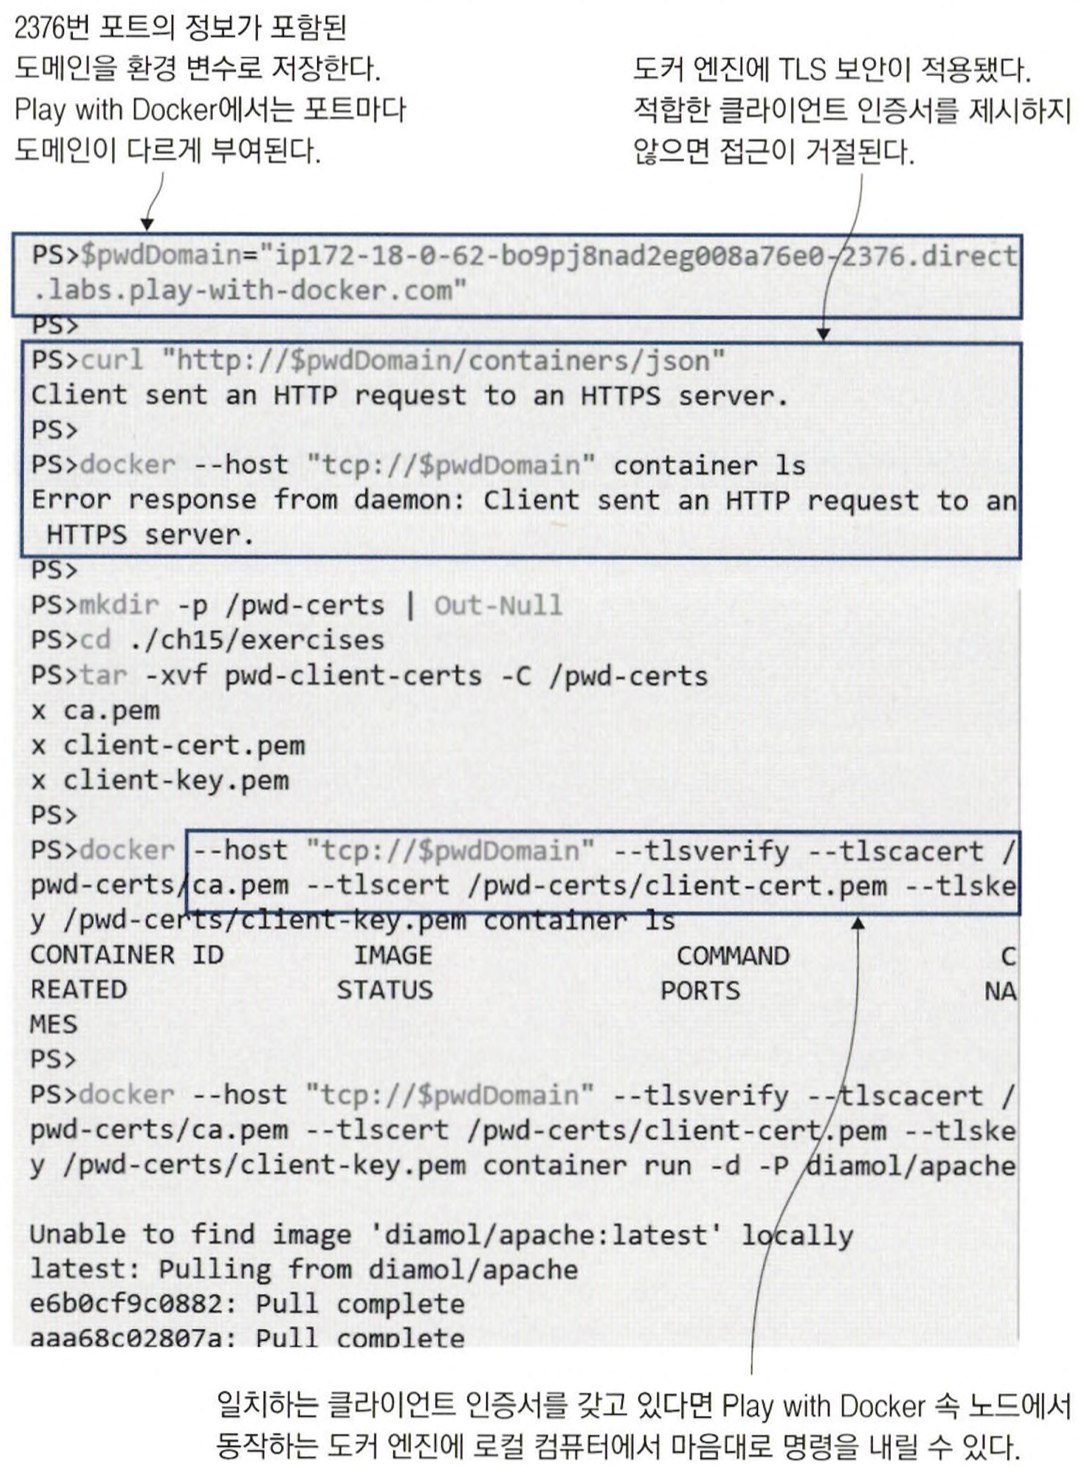 2376번 포트의 정보가 포함된
도메인을 환경 변수로 저장한다.
Play with Docker에서는 포트마다
도메인이 다르게 부여된다.
도커 엔진에 TLS 보안이 적용됐다.
적합한 클라이언트 인증서를 제시하지
않으면 접근이 거절된다.
PS>$pwdDomain="ip172-18-0-62-bo9pj8nad2eg008a76e0-2376.direct
.labs.play-with-docker.com"
PS>
PS>curl "http://$pwdDomain/containers/json"
Client sent an HTTP request to an HTTPS server.
PS>
PS>docker --host "tcp://$pwdDomain" container ls
Error response from daemon: Client sent an HTTP request to an
HTTPS server.
PS>
PS>mkdir -p /pwd-certs | Out-Null
PS>cd ./ch15/exercises
PS>tar -xvf pwd-client-certs -C /pwd-certs
x ca.pem
x client-cert.pem
x client-key.pem
PS>
PS>docker --host "tcp://$pwdDomain" --tlsverify --tlscacert /
pwd-certs/ca.pem --tlscert /pwd-certs/client-cert.pem --tlske
y /pwd-certs/client-key.pem container ls
CONTAINER ID IMAGE COMMAND C
REATED STATUS PORTS NA
MES
PS>
PS>docker --host "tcp://$pwdDomain" --tlsverify --tlscacert /
pwd-certs/ca.pem --tlscert /pwd-certs/client-cert.pem --tlske
y /pwd-certs/client-key.pem container run -d -P diamol/apache
Unable to find image 'diamol/apache:latest' locally
latest: Pulling from diamol/apache
e6b0cf9c0882: Pull complete
aaa68c02807a: Pull complete
일치하는 클라이언트 인증서를 갖고 있다면 Play with Docker 속 노드에서
동작하는 도커 엔진에 로컬 컴퓨터에서 마음대로 명령을 내릴 수 있다.